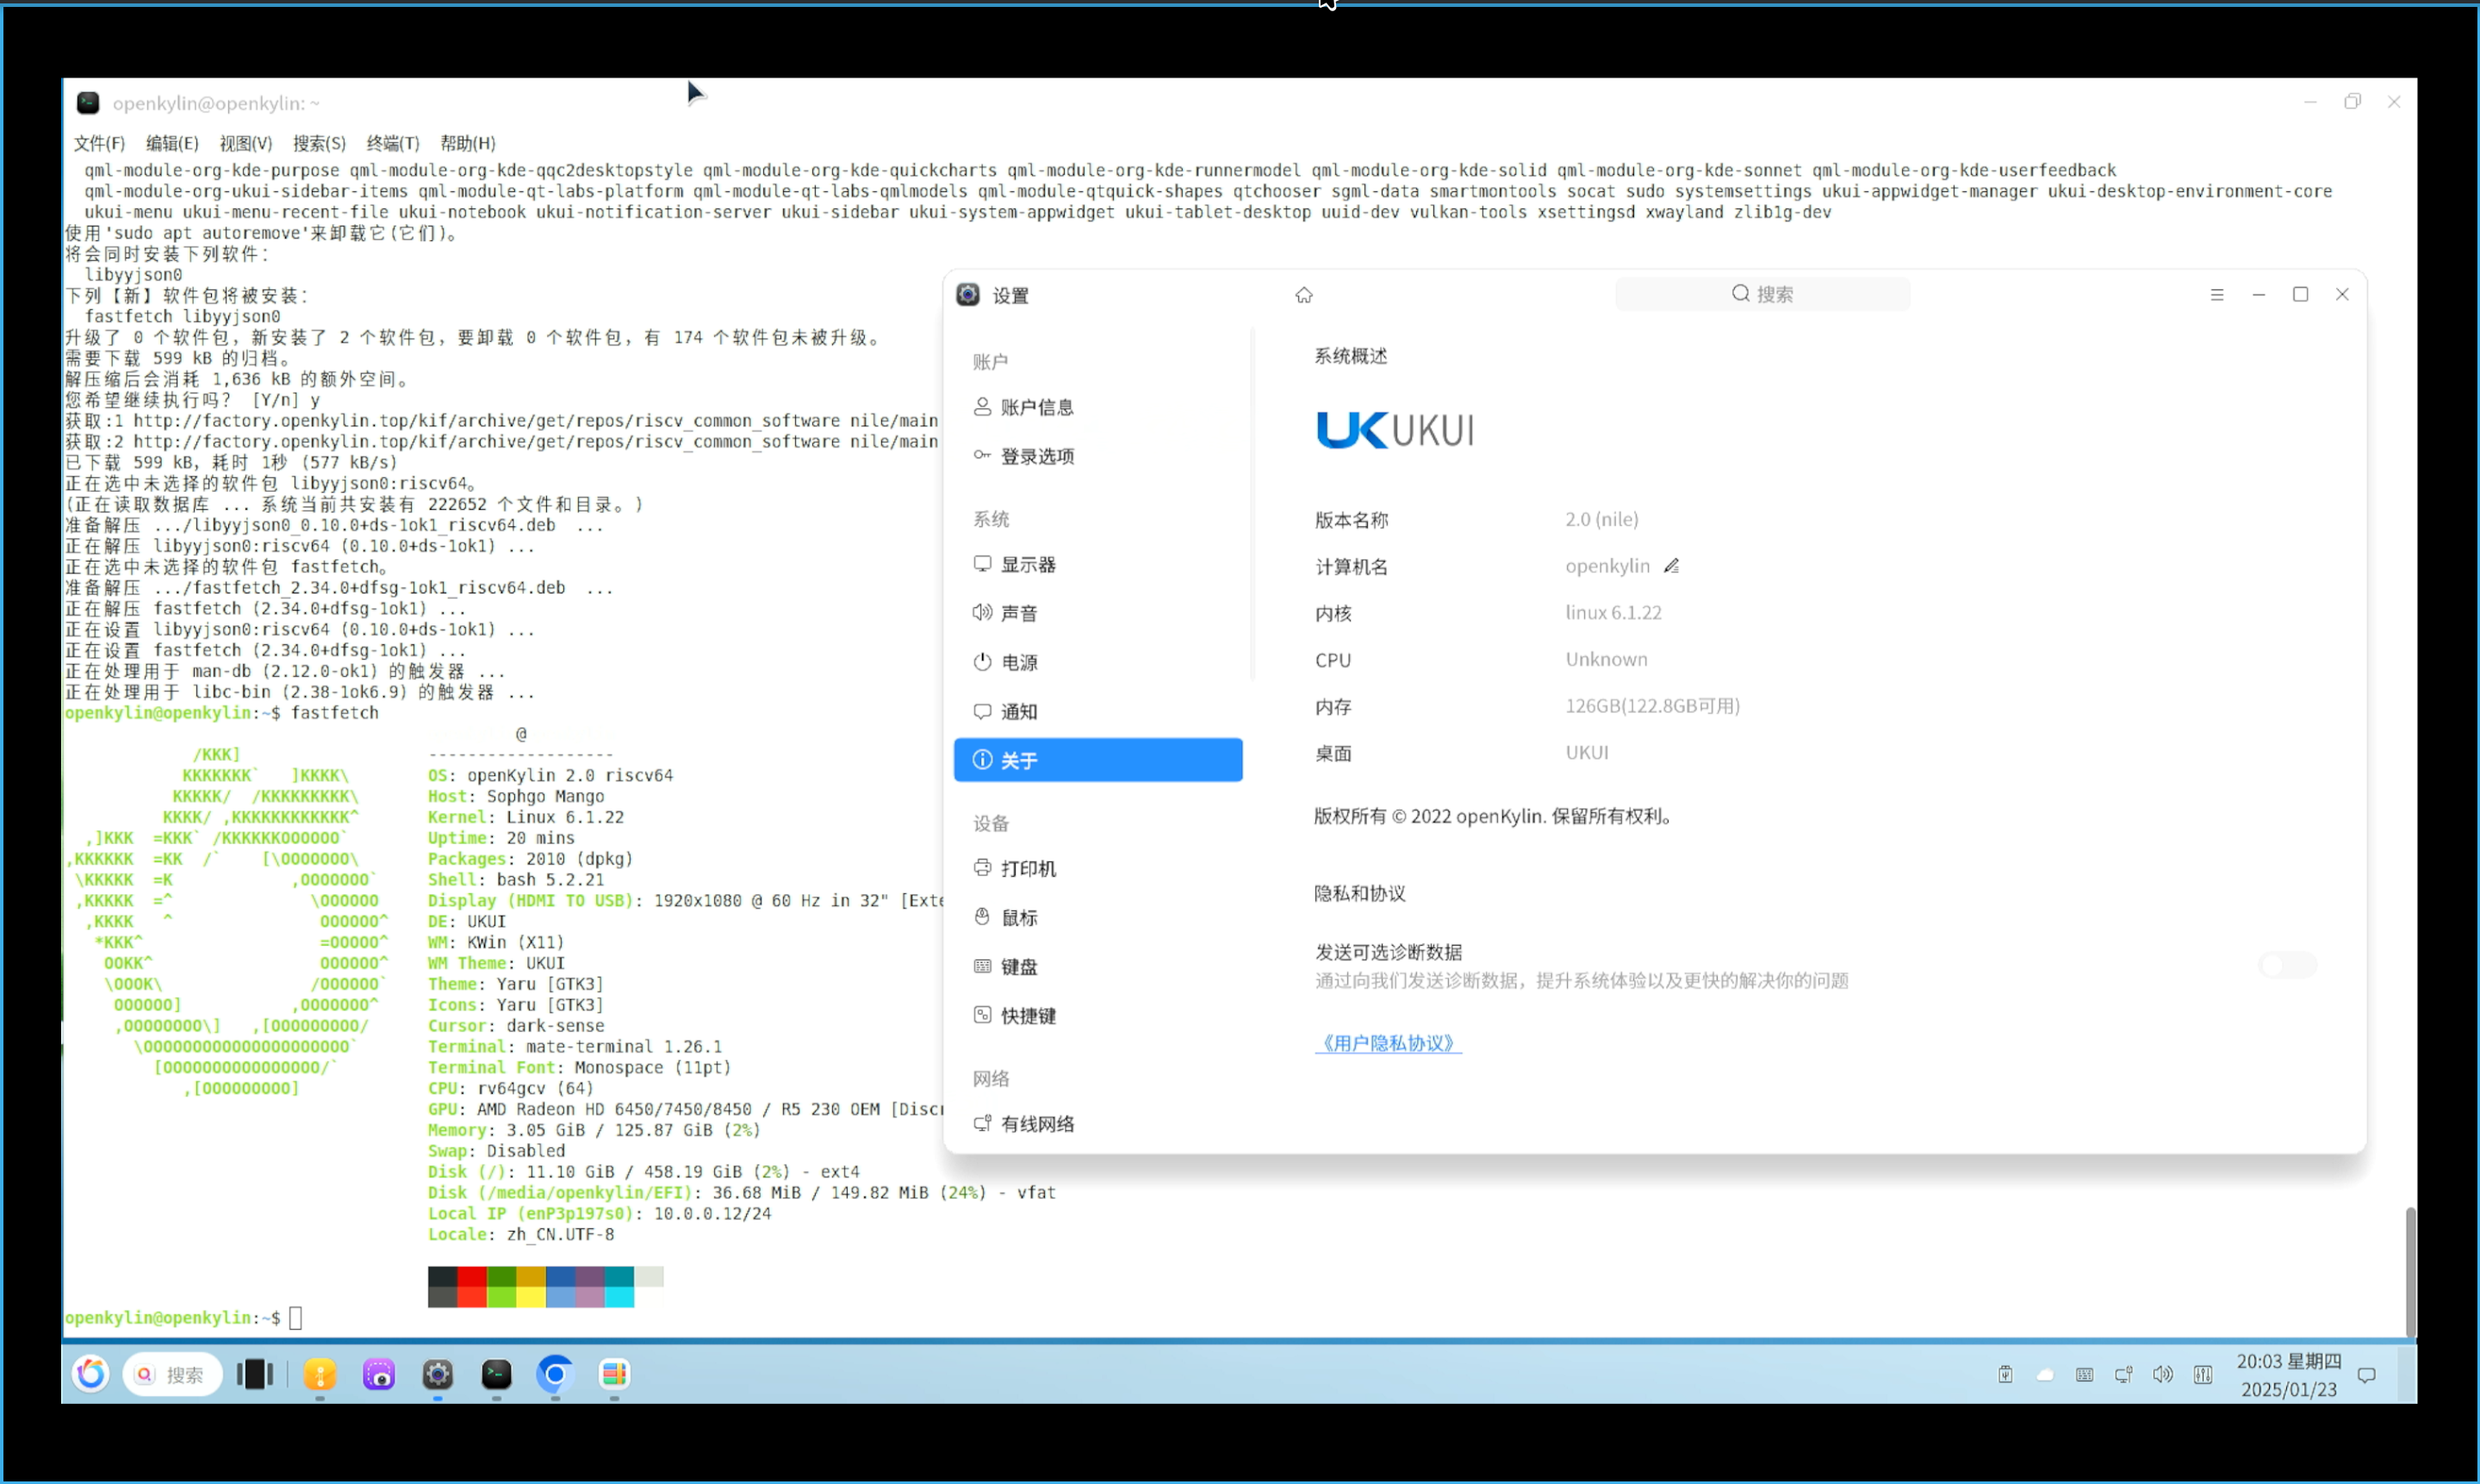 openkylin@openkylin: ~
文件(F) 编辑(E) 视图(V) 搜索(S) 终端(T) 帮助(H)
qml-module-org-kde-purpose qml-module-org-kde-qqc2desktopstyle qml-module-org-kde-quickcharts qml-module-org-kde-runnermodel qml-module-org-kde-solid qml-module-org-kde-sonnet qml-module-org-kde-userfeedback
qml-module-org-ukui-sidebar-items qml-module-qt-labs-platform qml-module-qt-labs-qmlmodels qml-module-qtquick-shapes qtchooser sgml-data smartmontools socat sudo systemsettings ukui-appwidget-manager ukui-desktop-environment-core
ukui-menu ukui-menu-recent-file ukui-notebook ukui-notification-server ukui-sidebar ukui-system-appwidget ukui-tablet-desktop uuid-dev vulkan-tools xsettingsd xwayland zlib1g-dev
使用'sudo apt autoremove'来卸载它(它们)。
将会同时安装下列软件：
libyyjson0
下列【新】软件包将被安装：
fastfetch libyyjson0
升级了 0 个软件包，新安装了 2 个软件包，要卸载 0 个软件包，有 174 个软件包未被升级。
需要下载 599 kB 的归档。
解压缩后会消耗 1,636 kB 的额外空间。
您希望继续执行吗？ [Y/n] y
获取:1 http://factory.openkylin.top/kif/archive/get/repos/riscv_common_software nile/main
获取:2 http://factory.openkylin.top/kif/archive/get/repos/riscv_common_software nile/main
已下载 599 kB，耗时 1秒 (577 kB/s)
正在选中未选择的软件包 libyyjson0:riscv64。
(正在读取数据库 ... 系统当前共安装有 222652 个文件和目录。)
准备解压 .../libyyjson0_0.10.0+ds-1ok1_riscv64.deb ...
正在解压 libyyjson0:riscv64 (0.10.0+ds-1ok1) ...
正在选中未选择的软件包 fastfetch。
准备解压 .../fastfetch_2.34.0+dfsg-1ok1_riscv64.deb ...
正在解压 fastfetch (2.34.0+dfsg-1ok1) ...
正在设置 libyyjson0:riscv64 (0.10.0+ds-1ok1) ...
正在设置 fastfetch (2.34.0+dfsg-1ok1) ...
正在处理用于 man-db (2.12.0-ok1) 的触发器 ...
正在处理用于 libc-bin (2.38-1ok6.9) 的触发器 ...
openkylin@openkylin:~$ fastfetch
@
-------------------
OS: openKylin 2.0 riscv64
Host: Sophgo Mango
Kernel: Linux 6.1.22
Uptime: 20 mins
Packages: 2010 (dpkg)
Shell: bash 5.2.21
Display (HDMI TO USB): 1920x1080 @ 60 Hz in 32" [Exte
DE: UKUI
WM: KWin (X11)
WM Theme: UKUI
Theme: Yaru [GTK3]
Icons: Yaru [GTK3]
Cursor: dark-sense
Terminal: mate-terminal 1.26.1
Terminal Font: Monospace (11pt)
CPU: rv64gcv (64)
GPU: AMD Radeon HD 6450/7450/8450 / R5 230 OEM [Discr
Memory: 3.05 GiB / 125.87 GiB (2%)
Swap: Disabled
Disk (/): 11.10 GiB / 458.19 GiB (2%) - ext4
Disk (/media/openkylin/EFI): 36.68 MiB / 149.82 MiB (24%) - vfat
Local IP (enP3p197s0): 10.0.0.12/24
Locale: zh_CN.UTF-8
openkylin@openkylin:~$
设置
搜索
账户
账户信息
登录选项
系统
显示器
声音
电源
通知
关于
设备
打印机
鼠标
键盘
快捷键
网络
有线网络
系统概述
UK UKUI
版本名称 2.0 (nile)
计算机名 openkylin
内核 linux 6.1.22
CPU Unknown
内存 126GB(122.8GB可用)
桌面 UKUI
版权所有 © 2022 openKylin. 保留所有权利。
隐私和协议
发送可选诊断数据
通过向我们发送诊断数据，提升系统体验以及更快的解决你的问题
《用户隐私协议》
搜索
20:03 星期四
2025/01/23